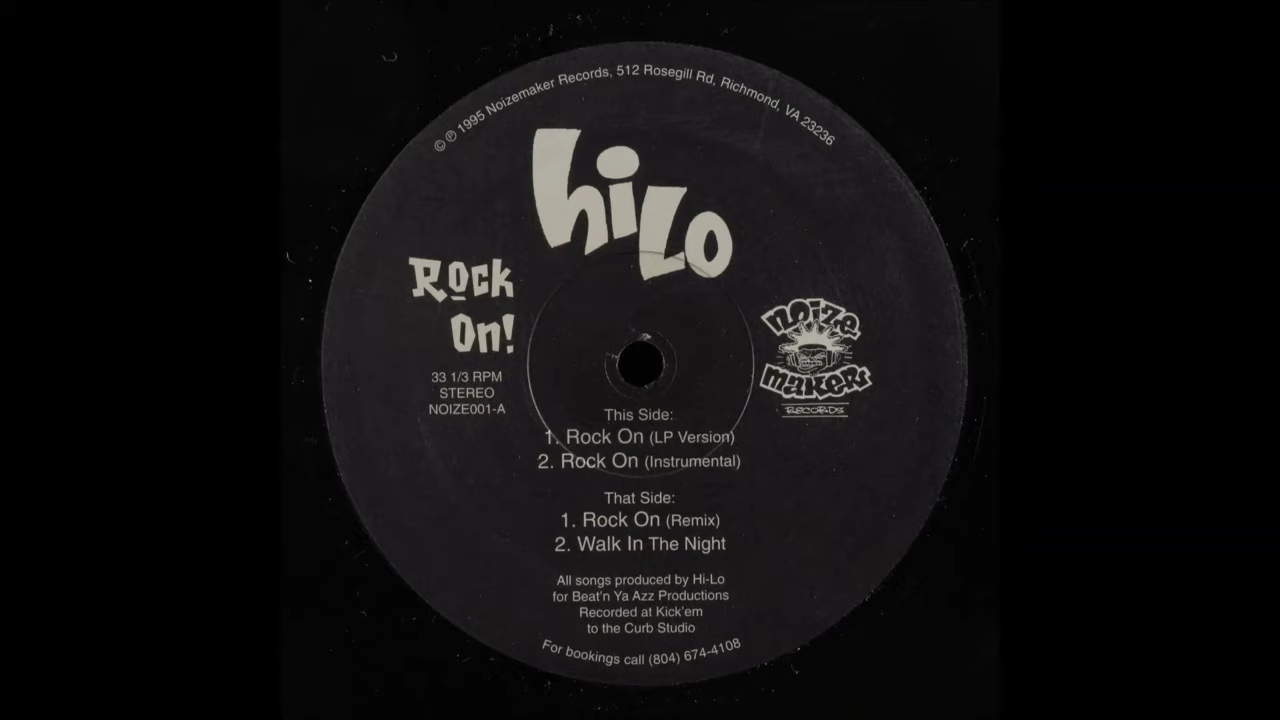 © ℗ 1995 Noizemaker Records, 512 Rosegill Rd, Richmond, VA 23236
hiLo
Rock
On!
33 1/3 RPM
STEREO
NOIZE001-A
noize
maker
RECORDS
This Side:
1. Rock On (LP Version)
2. Rock On (Instrumental)
That Side:
1. Rock On (Remix)
2. Walk In The Night
All songs produced by Hi-Lo
for Beat'n Ya Azz Productions
Recorded at Kick'em
to the Curb Studio
For bookings call (804) 674-4108